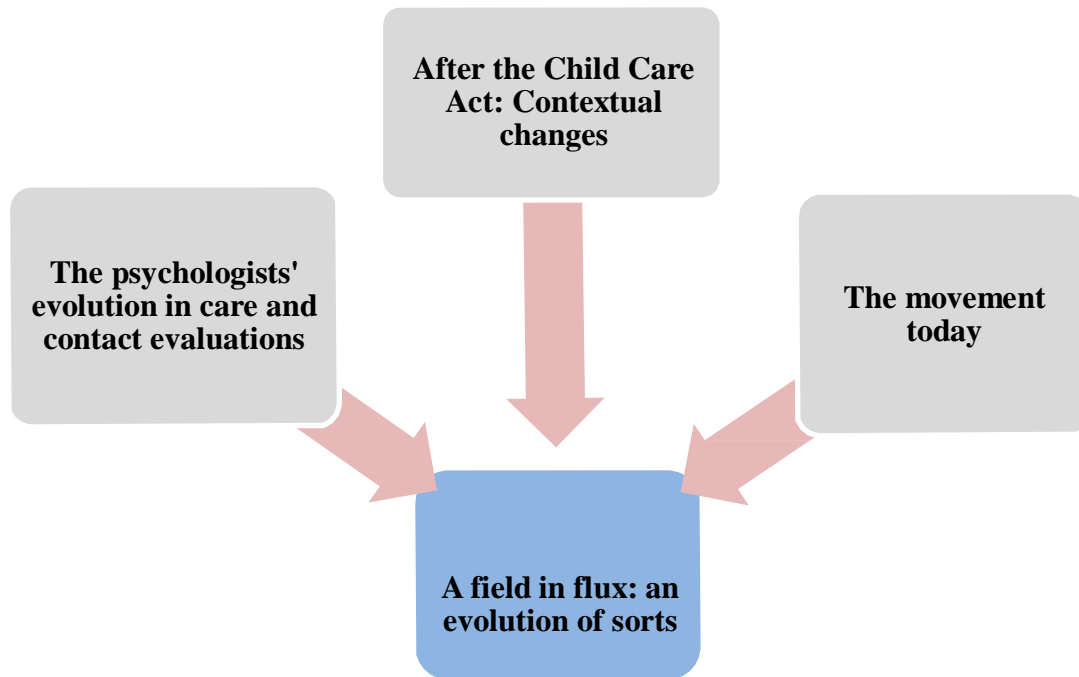 After the Child Care
Act: Contextual
changes
The psychologists'
evolution in care and
contact evaluations
The movement
today
A field in flux: an
evolution of sorts